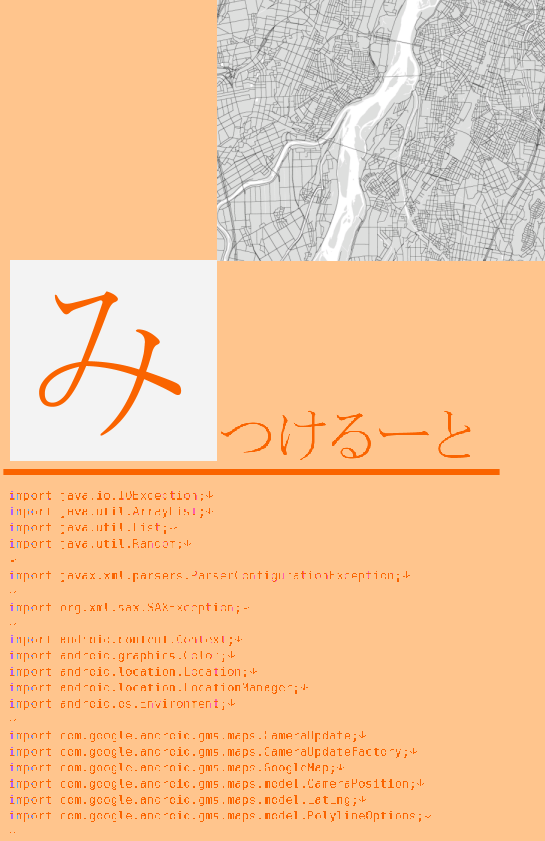 みつけるーと
import java.io.IOException;↓
import java.util.ArrayList;↓
import java.util.List;↓
import java.util.Random;↓
↓
import javax.xml.parsers.ParserConfigurationException;↓
↓
import org.xml.sax.SAXException;↓
↓
import android.content.Context;↓
import android.graphics.Color;↓
import android.location.Location;↓
import android.location.LocationManager;↓
import android.os.Environment;↓
↓
import com.google.android.gms.maps.CameraUpdate;↓
import com.google.android.gms.maps.CameraUpdateFactory;↓
import com.google.android.gms.maps.GoogleMap;↓
import com.google.android.gms.maps.model.CameraPosition;↓
import com.google.android.gms.maps.model.LatLng;↓
import com.google.android.gms.maps.model.PolylineOptions;↓
↓